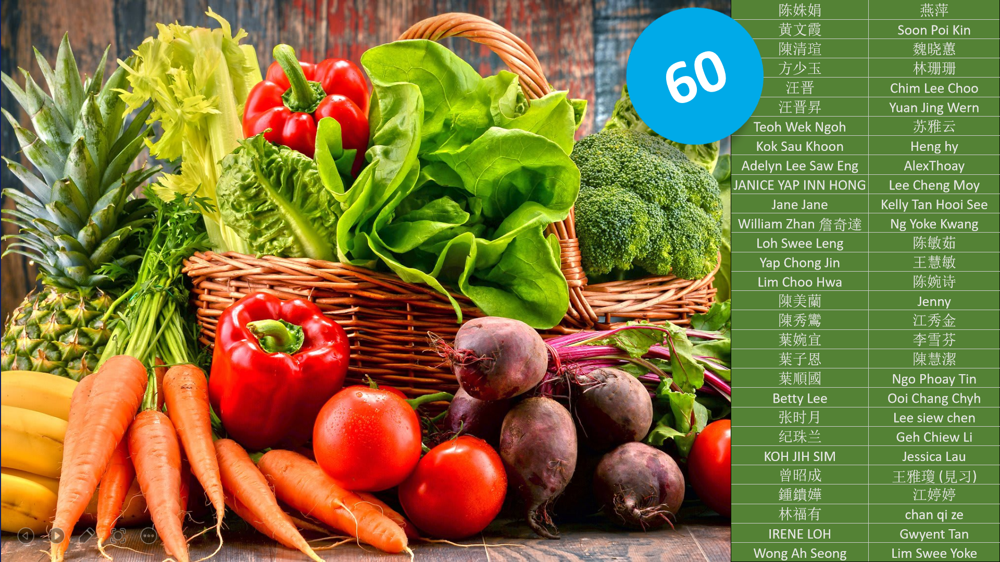 60
陈姝娟 燕萍
黄文霞 Soon Poi Kin
陳清瑄 魏晓蕙
方少玉 林珊珊
汪晋 Chim Lee Choo
汪晋昇 Yuan Jing Wern
Teoh Wek Ngoh 苏雅云
Kok Sau Khoon Heng hy
Adelyn Lee Saw Eng AlexThoay
JANICE YAP INN HONG Lee Cheng Moy
Jane Jane Kelly Tan Hooi See
William Zhan 詹奇達 Ng Yoke Kwang
Loh Swee Leng 陈敏茹
Yap Chong Jin 王慧敏
Lim Choo Hwa 陈婉诗
陳美蘭 Jenny
陳秀鸞 江秀金
葉婉宜 李雪芬
葉子恩 陳慧潔
葉順國 Ngo Phoay Tin
Betty Lee Ooi Chang Chyh
张时月 Lee siew chen
纪珠兰 Geh Chiew Li
KOH JIH SIM Jessica Lau
曾昭成 王雅瓊 (見习)
鍾鐀嬅 江婷婷
林福有 chan qi ze
IRENE LOH Gwyent Tan
Wong Ah Seong Lim Swee Yoke